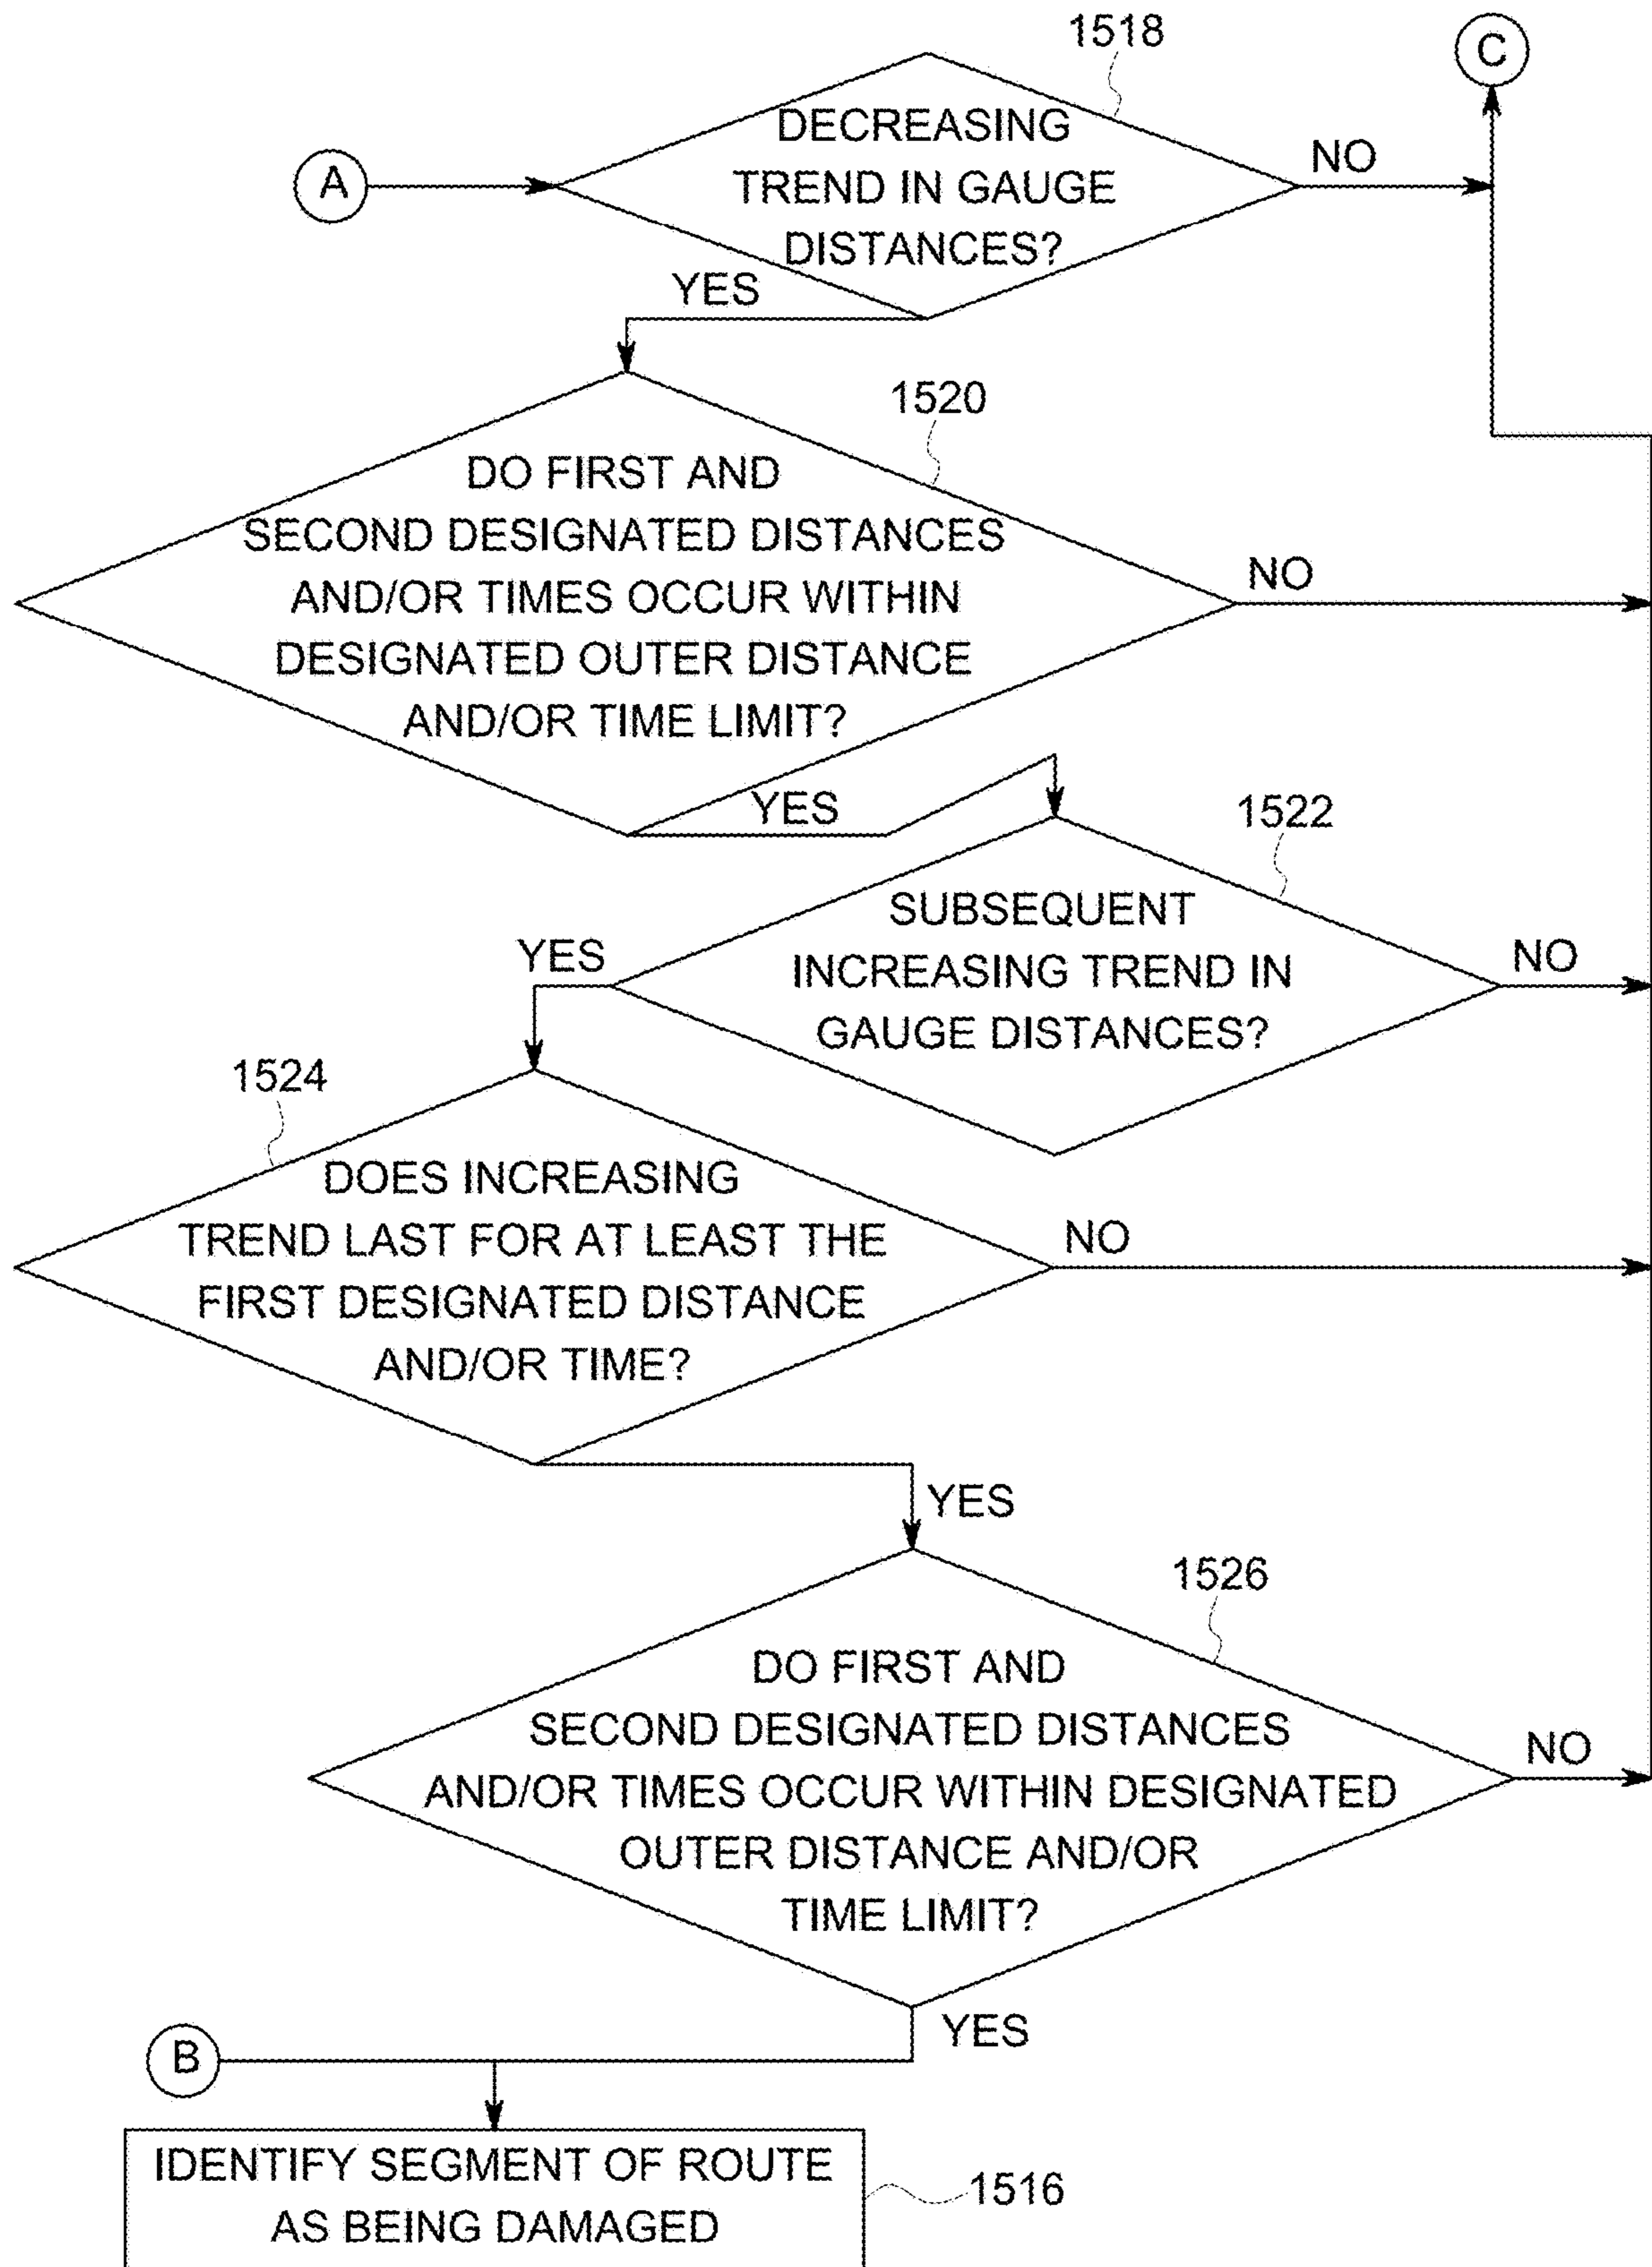 1518
C
A
DECREASING
TREND IN GAUGE
DISTANCES?
NO
YES
1520
DO FIRST AND
SECOND DESIGNATED DISTANCES
AND/OR TIMES OCCUR WITHIN
DESIGNATED OUTER DISTANCE
AND/OR TIME LIMIT?
NO
YES
1522
SUBSEQUENT
INCREASING TREND IN
GAUGE DISTANCES?
YES
NO
1524
DOES INCREASING
TREND LAST FOR AT LEAST THE
FIRST DESIGNATED DISTANCE
AND/OR TIME?
NO
YES
1526
DO FIRST AND
SECOND DESIGNATED DISTANCES
AND/OR TIMES OCCUR WITHIN DESIGNATED
OUTER DISTANCE AND/OR
TIME LIMIT?
NO
YES
B
IDENTIFY SEGMENT OF ROUTE
AS BEING DAMAGED
1516